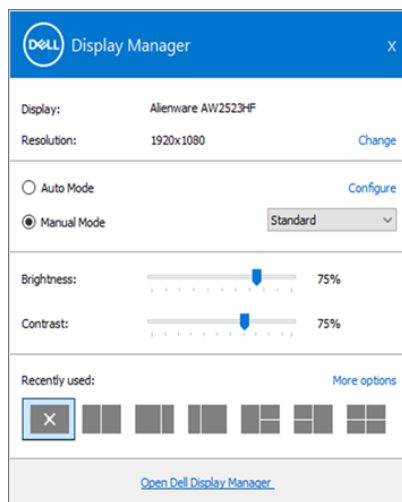 DELL Display Manager X
Display: Alienware AW2523HF
Resolution: 1920x1080 Change
Auto Mode Configure
Manual Mode Standard
Brightness: 75%
Contrast: 75%
Recently used: More options
Open Dell Display Manager